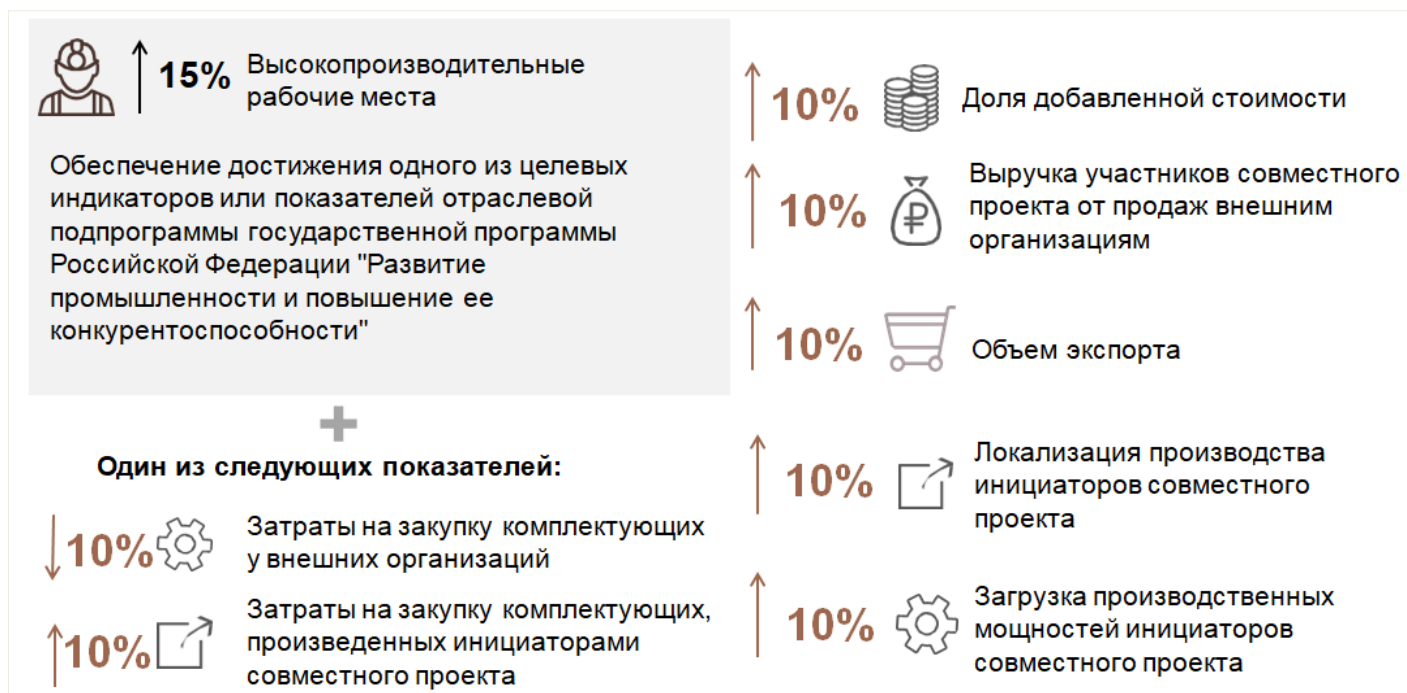 15% Высокопроизводительные
рабочие места
Обеспечение достижения одного из целевых
индикаторов или показателей отраслевой
подпрограммы государственной программы
Российской Федерации "Развитие
промышленности и повышение ее
конкурентоспособности"
+
Один из следующих показателей:
10% Затраты на закупку комплектующих
у внешних организаций
10% Затраты на закупку комплектующих,
произведенных инициаторами
совместного проекта
10% Доля добавленной стоимости
10% Выручка участников совместного
проекта от продаж внешним
организациям
10% Объем экспорта
10% Локализация производства
инициаторов совместного
проекта
10% Загрузка производственных
мощностей инициаторов
совместного проекта